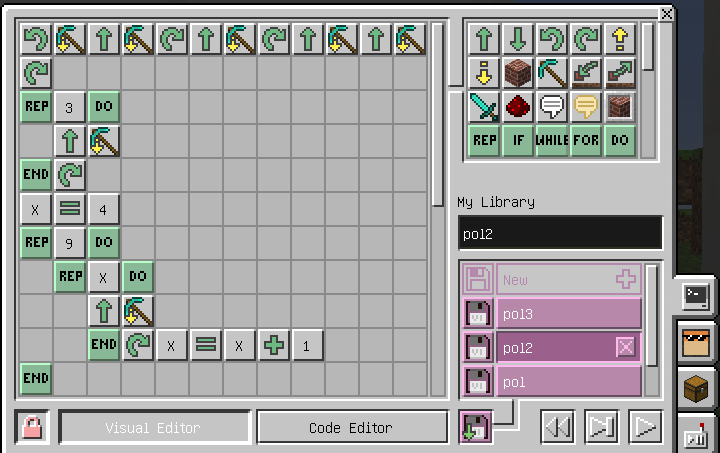 REP 3 DO
END
X = 4
REP 9 DO
REP X DO
END X = X + 1
END
REP IF WHILE FOR DO
My Library
pol2
New
pol3
pol2
pol
Visual Editor
Code Editor